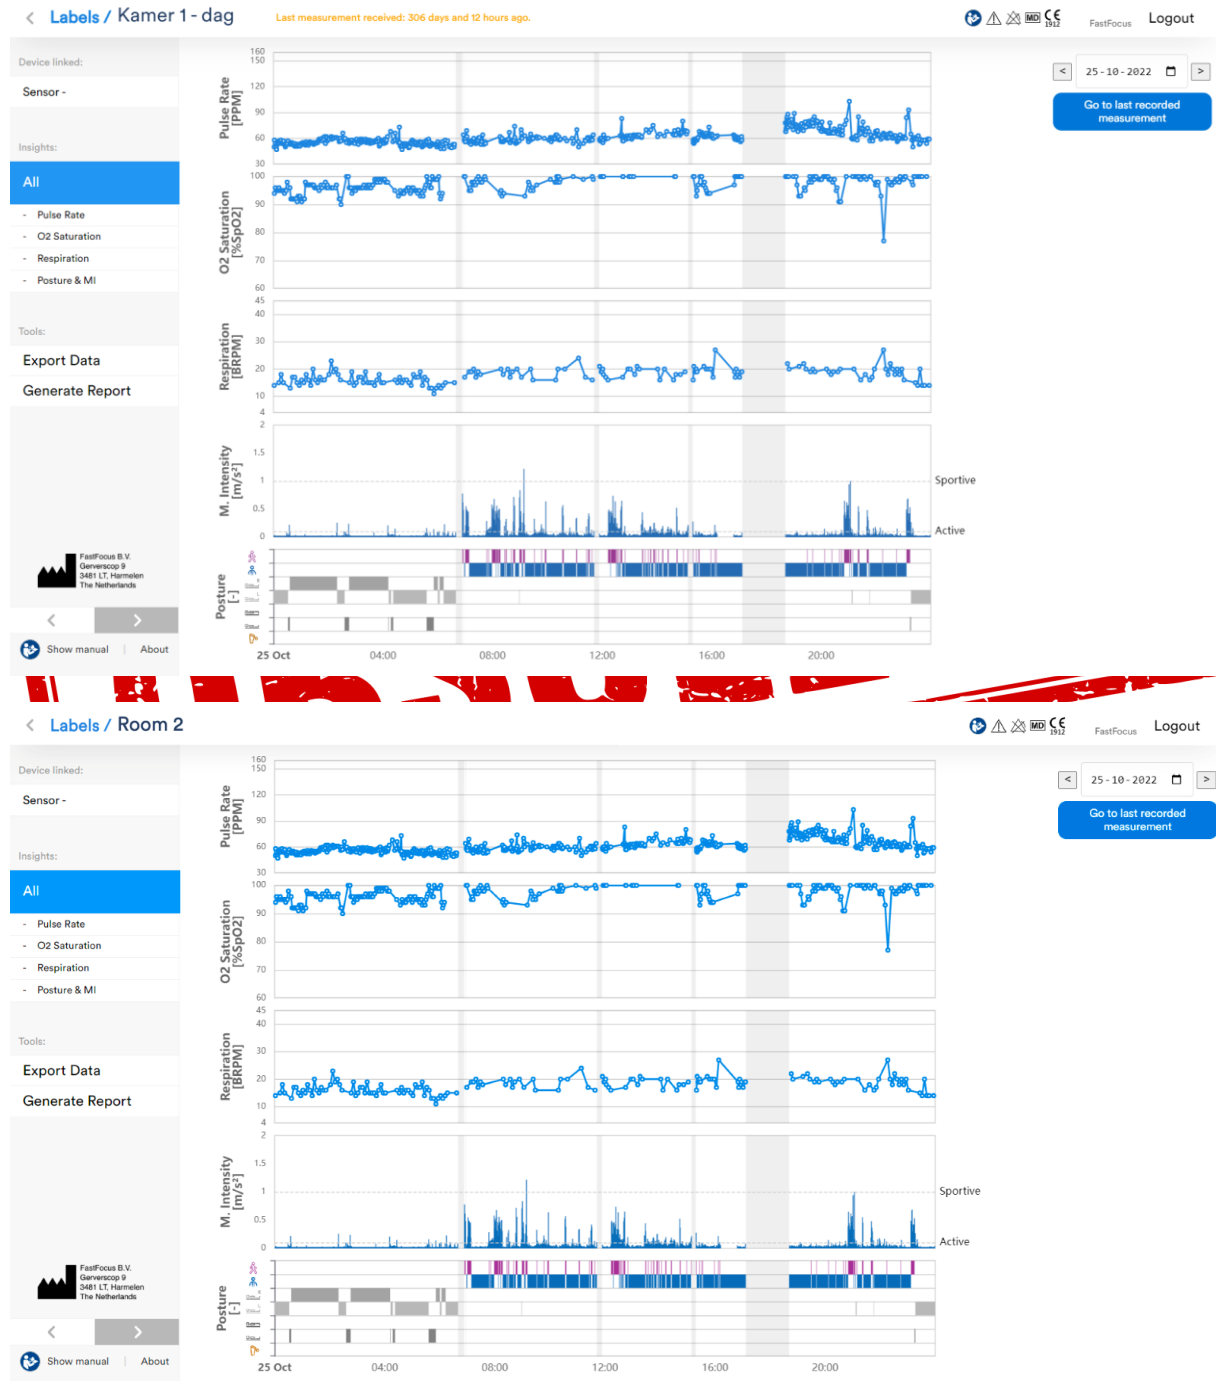 Labels / Kamer 1 - dag
Last measurement received: 306 days and 12 hours ago.
MD
1912
FastFocus
Logout
Device linked:
Sensor -
Insights:
All
- Pulse Rate
- O2 Saturation
- Respiration
- Posture & MI
Tools:
Export Data
Generate Report
FastFocus B.V.
Gerverscop 9
3481 LT, Harmelen
The Netherlands
Show manual
About
< 25-10-2022 >
Go to last recorded
measurement
Pulse Rate
[PPM]
160
150
120
90
60
30
O2 Saturation
[%SpO2]
100
90
80
70
60
Respiration
[BRPM]
45
40
30
20
10
4
M. Intensity
[m/s²]
2
1.5
1
0.5
0
Sportive
Active
Posture
[-]
25 Oct
04:00
08:00
12:00
16:00
20:00
Labels / Room 2
MD
1912
FastFocus
Logout
Device linked:
Sensor -
Insights:
All
- Pulse Rate
- O2 Saturation
- Respiration
- Posture & MI
Tools:
Export Data
Generate Report
FastFocus B.V.
Gerverscop 9
3481 LT, Harmelen
The Netherlands
Show manual
About
< 25-10-2022 >
Go to last recorded
measurement
Pulse Rate
[PPM]
160
150
120
90
60
30
O2 Saturation
[%SpO2]
100
90
80
70
60
Respiration
[BRPM]
45
40
30
20
10
4
M. Intensity
[m/s²]
2
1.5
1
0.5
0
Sportive
Active
Posture
[-]
25 Oct
04:00
08:00
12:00
16:00
20:00